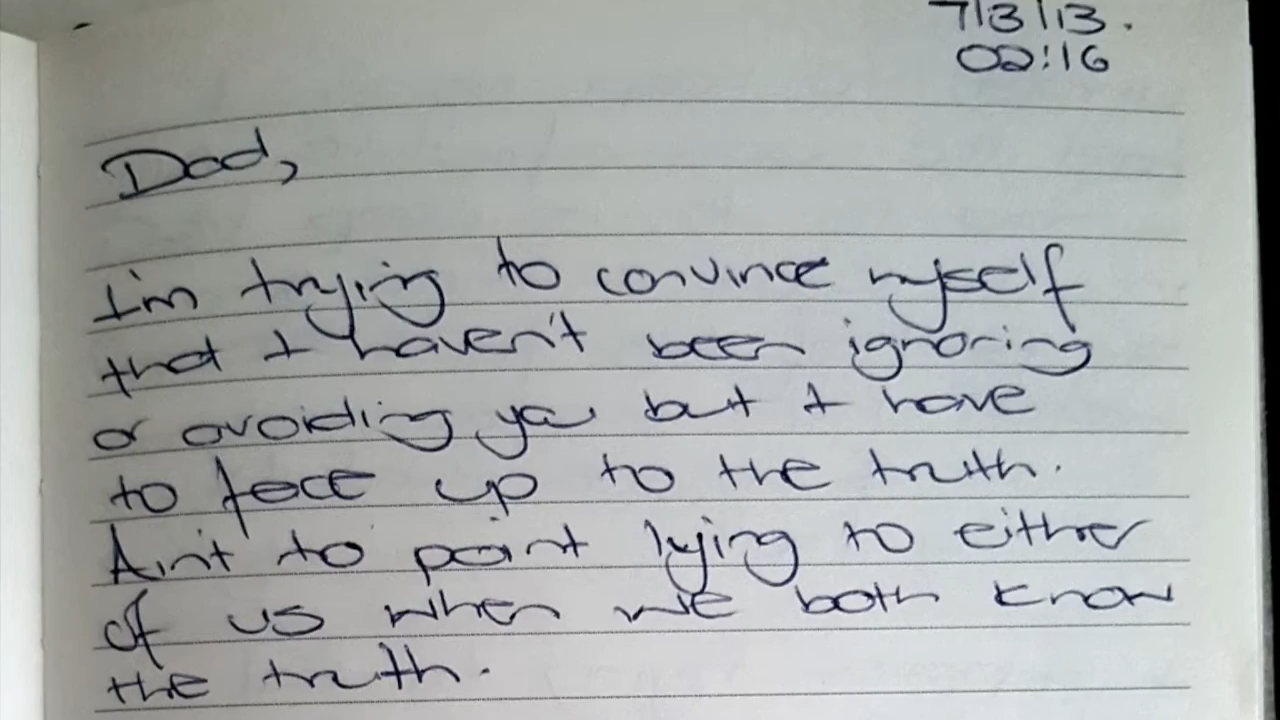 7/3/13.
02:16
Dad,
I'm trying to convince myself
that I haven't been ignoring
or avoiding you but I have
to face up to the truth.
Ain't to point lying to either
of us when we both know
the truth.